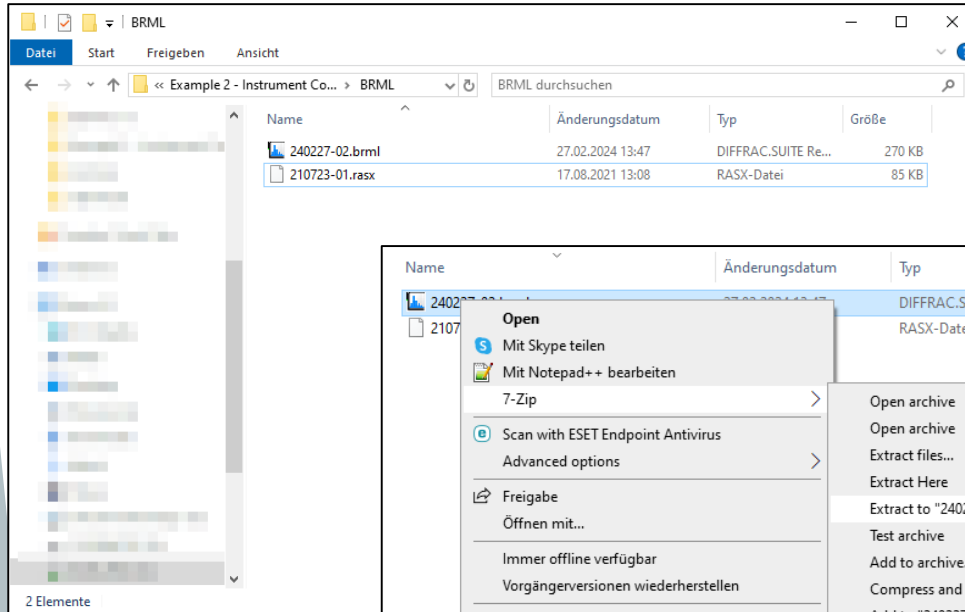 BRML
Datei Start Freigeben Ansicht
« Example 2 - Instrument Co... › BRML BRML durchsuchen
Name Änderungsdatum Typ Größe
240227-02.brml 27.02.2024 13:47 DIFFRAC.SUITE Re... 270 KB
210723-01.rasx 17.08.2021 13:08 RASX-Datei 85 KB
2 Elemente
Name Änderungsdatum Typ
DIFFRAC.S
2107 RASX-Date
Open
Mit Skype teilen
Mit Notepad++ bearbeiten
7-Zip
Scan with ESET Endpoint Antivirus
Advanced options
Freigabe
Öffnen mit...
Immer offline verfügbar
Vorgängerversionen wiederherstellen
Open archive
Open archive
Extract files...
Extract Here
Extract to "240
Test archive
Add to archive
Compress and